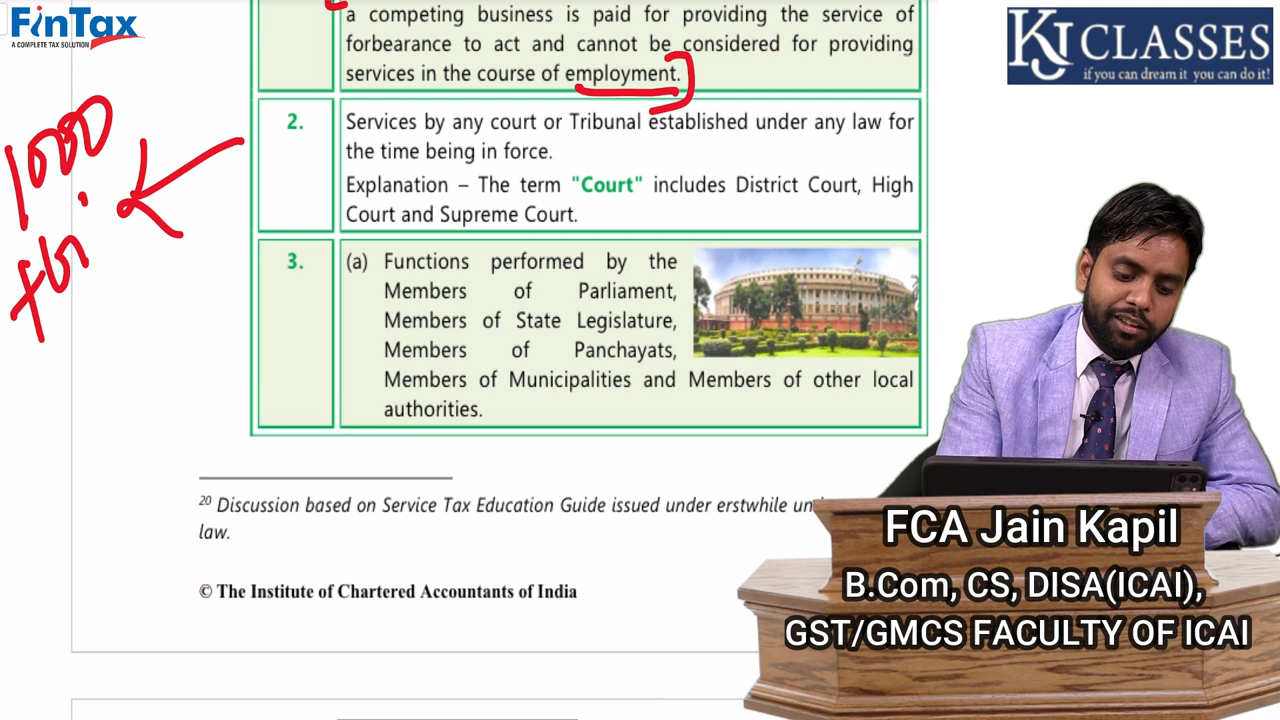 FinTax
A COMPLETE TAX SOLUTION
KJ CLASSES
if you can dream it you can do it!
a competing business is paid for providing the service of
forbearance to act and cannot be considered for providing
services in the course of employment.
2. Services by any court or Tribunal established under any law for
the time being in force.
Explanation – The term "Court" includes District Court, High
Court and Supreme Court.
3. (a) Functions performed by the
Members of Parliament,
Members of State Legislature,
Members of Panchayats,
Members of Municipalities and Members of other local
authorities.
20 Discussion based on Service Tax Education Guide issued under erstwhile
law.
© The Institute of Chartered Accountants of India
1000
FCA Jain Kapil
B.Com, CS, DISA(ICAI),
GST/GMCS FACULTY OF ICAI